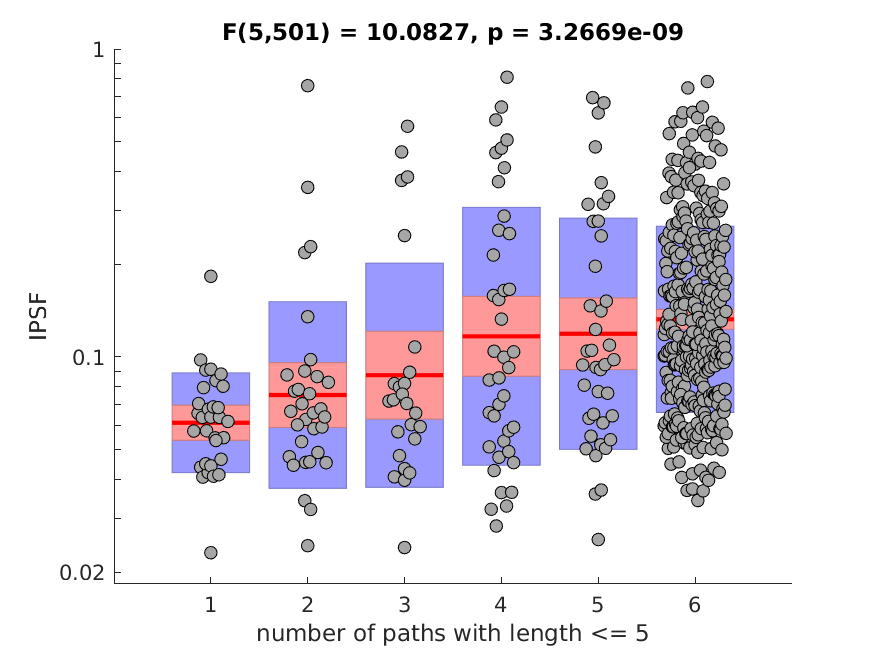 F(5,501) = 10.0827, p = 3.2669e-09
1
0.1
0.02
IPSF
1 2 3 4 5 6
number of paths with length <= 5